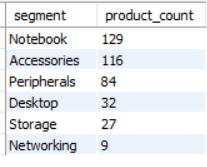 segment product_count
Notebook 129
Accessories 116
Peripherals 84
Desktop 32
Storage 27
Networking 9